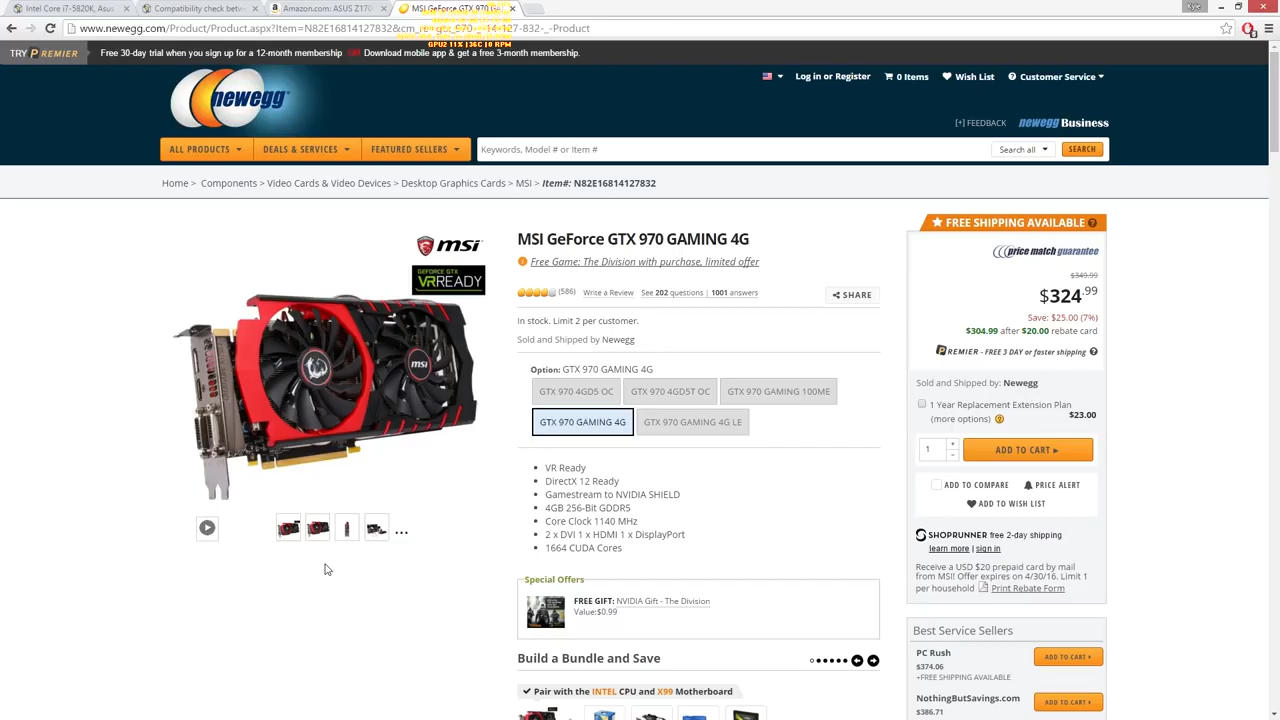 Intel Core i7-5820K, Asus
Compatibility check betw
Amazon.com: ASUS Z170
MSI GeForce GTX 970 G
Kyle
www.newegg.com/Product/Product.aspx?Item=N82E16814127832&cm_
-Product
GPU2 11% |36C |0 RPM
TRY PREMIER Free 30-day trial when you sign up for a 12-month membership Download mobile app & get a free 3-month membership.
newegg
Log in or Register 0 Items Wish List Customer Service
[+] FEEDBACK newegg Business
ALL PRODUCTS DEALS & SERVICES FEATURED SELLERS Keywords, Model # or Item # Search all SEARCH
Home > Components > Video Cards & Video Devices > Desktop Graphics Cards > MSI > Item#: N82E16814127832
msi
GEFORCE GTX
VR READY
msi
MSI GeForce GTX 970 GAMING 4G
Free Game: The Division with purchase, limited offer
(586) Write a Review See 202 questions | 1001 answers SHARE
In stock. Limit 2 per customer.
Sold and Shipped by Newegg
Option: GTX 970 GAMING 4G
GTX 970 4GD5 OC GTX 970 4GD5T OC GTX 970 GAMING 100ME
GTX 970 GAMING 4G GTX 970 GAMING 4G LE
VR Ready
DirectX 12 Ready
Gamestream to NVIDIA SHIELD
4GB 256-Bit GDDR5
Core Clock 1140 MHz
2 x DVI 1 x HDMI 1 x DisplayPort
1664 CUDA Cores
Special Offers
FREE GIFT: NVIDIA Gift - The Division
Value:$0.99
Build a Bundle and Save
Pair with the INTEL CPU and X99 Motherboard
FREE SHIPPING AVAILABLE
price match guarantee
$349.99
$324.99
Save: $25.00 (7%)
$304.99 after $20.00 rebate card
PREMIER - FREE 3 DAY or faster shipping
Sold and Shipped by: Newegg
1 Year Replacement Extension Plan
(more options) $23.00
1 ADD TO CART
ADD TO COMPARE PRICE ALERT
ADD TO WISH LIST
SHOPRUNNER free 2-day shipping
learn more | sign in
Receive a USD $20 prepaid card by mail
from MSI! Offer expires on 4/30/16. Limit 1
per household Print Rebate Form
Best Service Sellers
PC Rush ADD TO CART
$374.06
+FREE SHIPPING AVAILABLE
NothingButSavings.com ADD TO CART
$386.71